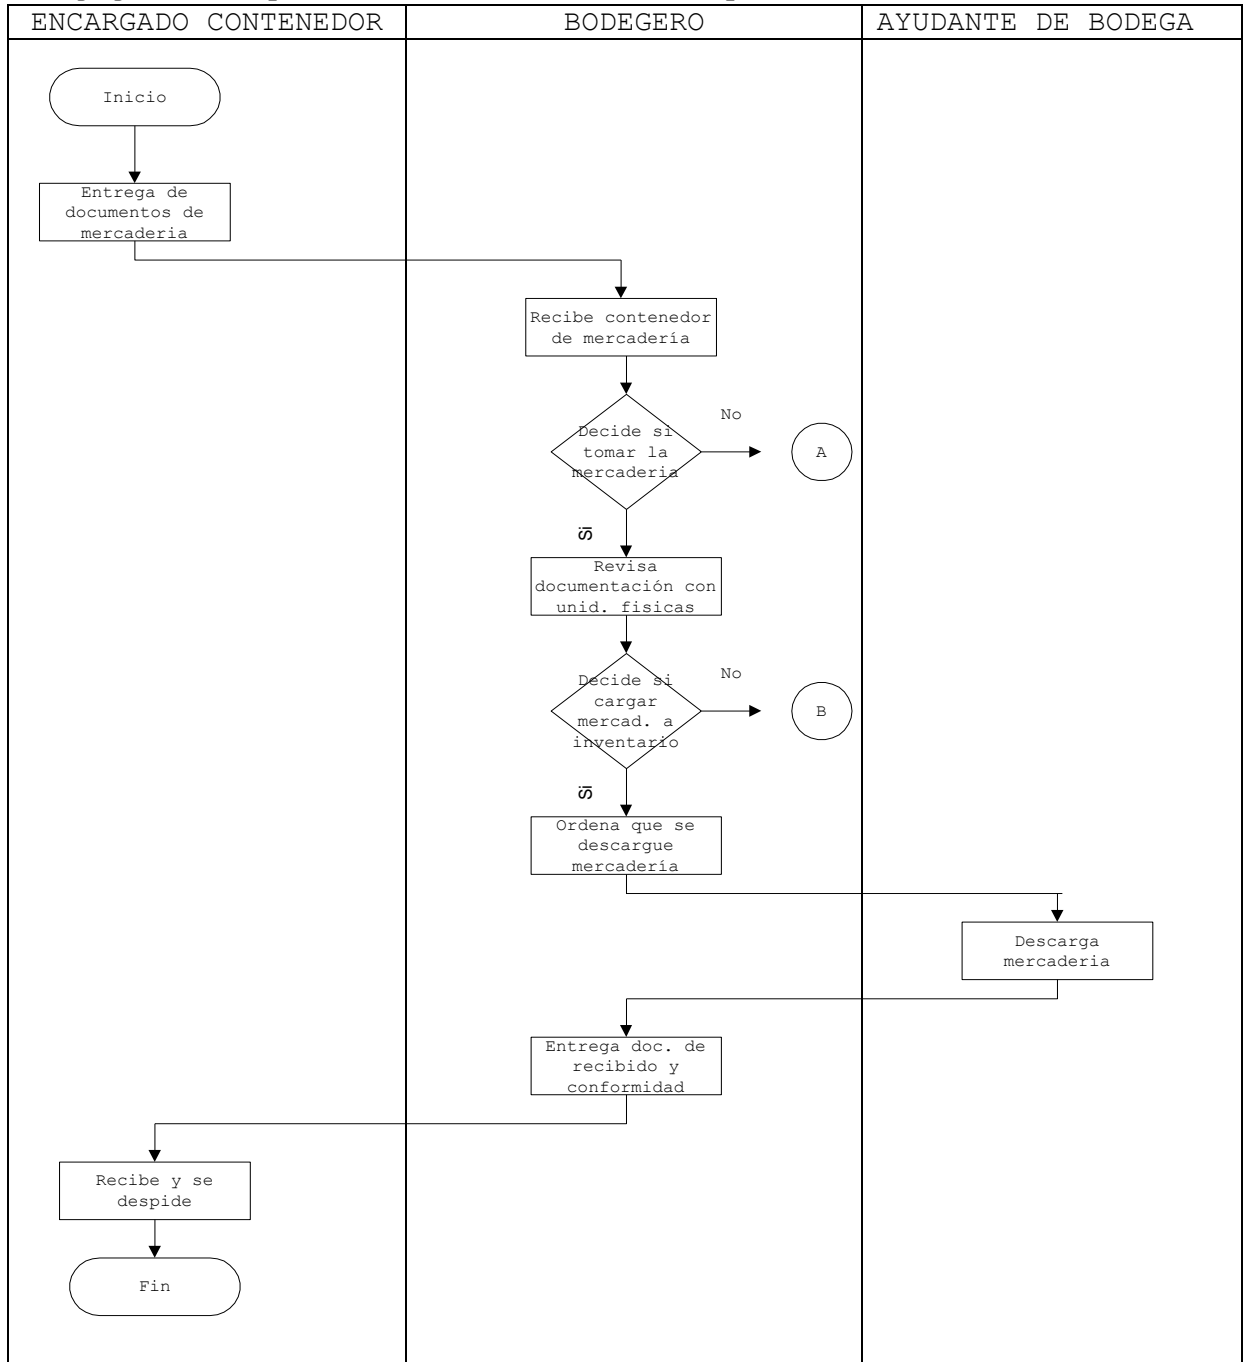 ENCARGADO CONTENEDOR
BODEGERO
AYUDANTE DE BODEGA
Inicio
Entrega de
documentos de
mercaderia
Recibe contenedor
de mercadería
Decide si
tomar la
mercaderia
No
A
Si
Revisa
documentación con
unid. fisicas
Decide si
cargar
mercad. a
inventario
No
B
Si
Ordena que se
descargue
mercadería
Descarga
mercaderia
Entrega doc. de
recibido y
conformidad
Recibe y se
despide
Fin